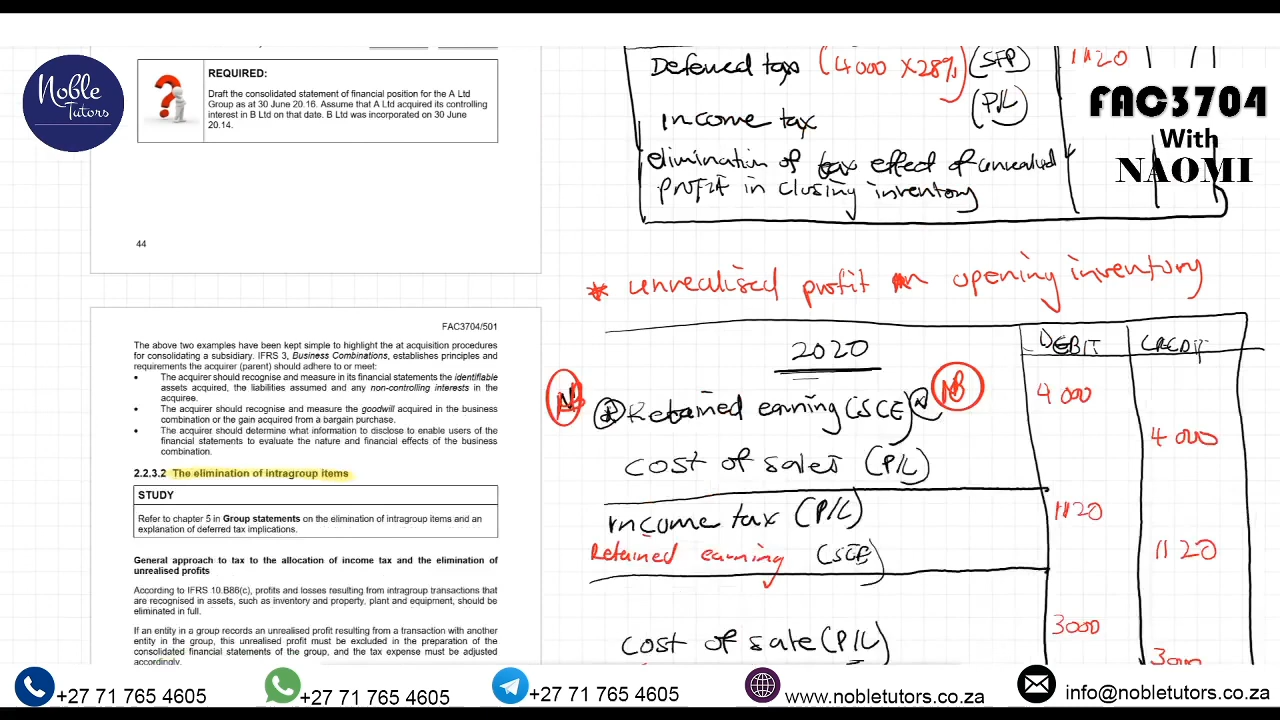 Noble
Tutors
REQUIRED:
Draft the consolidated statement of financial position for the A Ltd
Group as at 30 June 20.16. Assume that A Ltd acquired its controlling
interest in B Ltd on that date. B Ltd was incorporated on 30 June
20.14.
44
FAC3704/501
The above two examples have been kept simple to highlight the at acquisition procedures
for consolidating a subsidiary. IFRS 3, Business Combinations, establishes principles and
requirements the acquirer (parent) should adhere to or meet:
• The acquirer should recognise and measure in its financial statements the identifiable
assets acquired, the liabilities assumed and any non-controlling interests in the
acquiree.
• The acquirer should recognise and measure the goodwill acquired in the business
combination or the gain acquired from a bargain purchase.
• The acquirer should determine what information to disclose to enable users of the
financial statements to evaluate the nature and financial effects of the business
combination.
2.2.3.2 The elimination of intragroup items
STUDY
Refer to chapter 5 in Group statements on the elimination of intragroup items and an
explanation of deferred tax implications.
General approach to tax to the allocation of income tax and the elimination of
unrealised profits
According to IFRS 10.B86(c), profits and losses resulting from intragroup transactions that
are recognised in assets, such as inventory and property, plant and equipment, should be
eliminated in full.
If an entity in a group records an unrealised profit resulting from a transaction with another
entity in the group, this unrealised profit must be excluded in the preparation of the
consolidated financial statements of the group, and the tax expense must be adjusted
accordingly.
Deferred tax (4000 X28%) (SFP) 1120
income tax (P/L)
elimination of tax effect of unrealised
profit in closing inventory
FAC3704
With
NAOMI
* unrealised profit in opening inventory
2020 DEBIT CREDIT
NB Retained earning (SCE) NB 4 000
cost of sales (P/L) 4 000
income tax (P/L) 1120
Retained earning (SCE) 1120
cost of sale (P/L) 3000
3000
+27 71 765 4605 +27 71 765 4605 +27 71 765 4605 www.nobletutors.co.za info@nobletutors.co.za